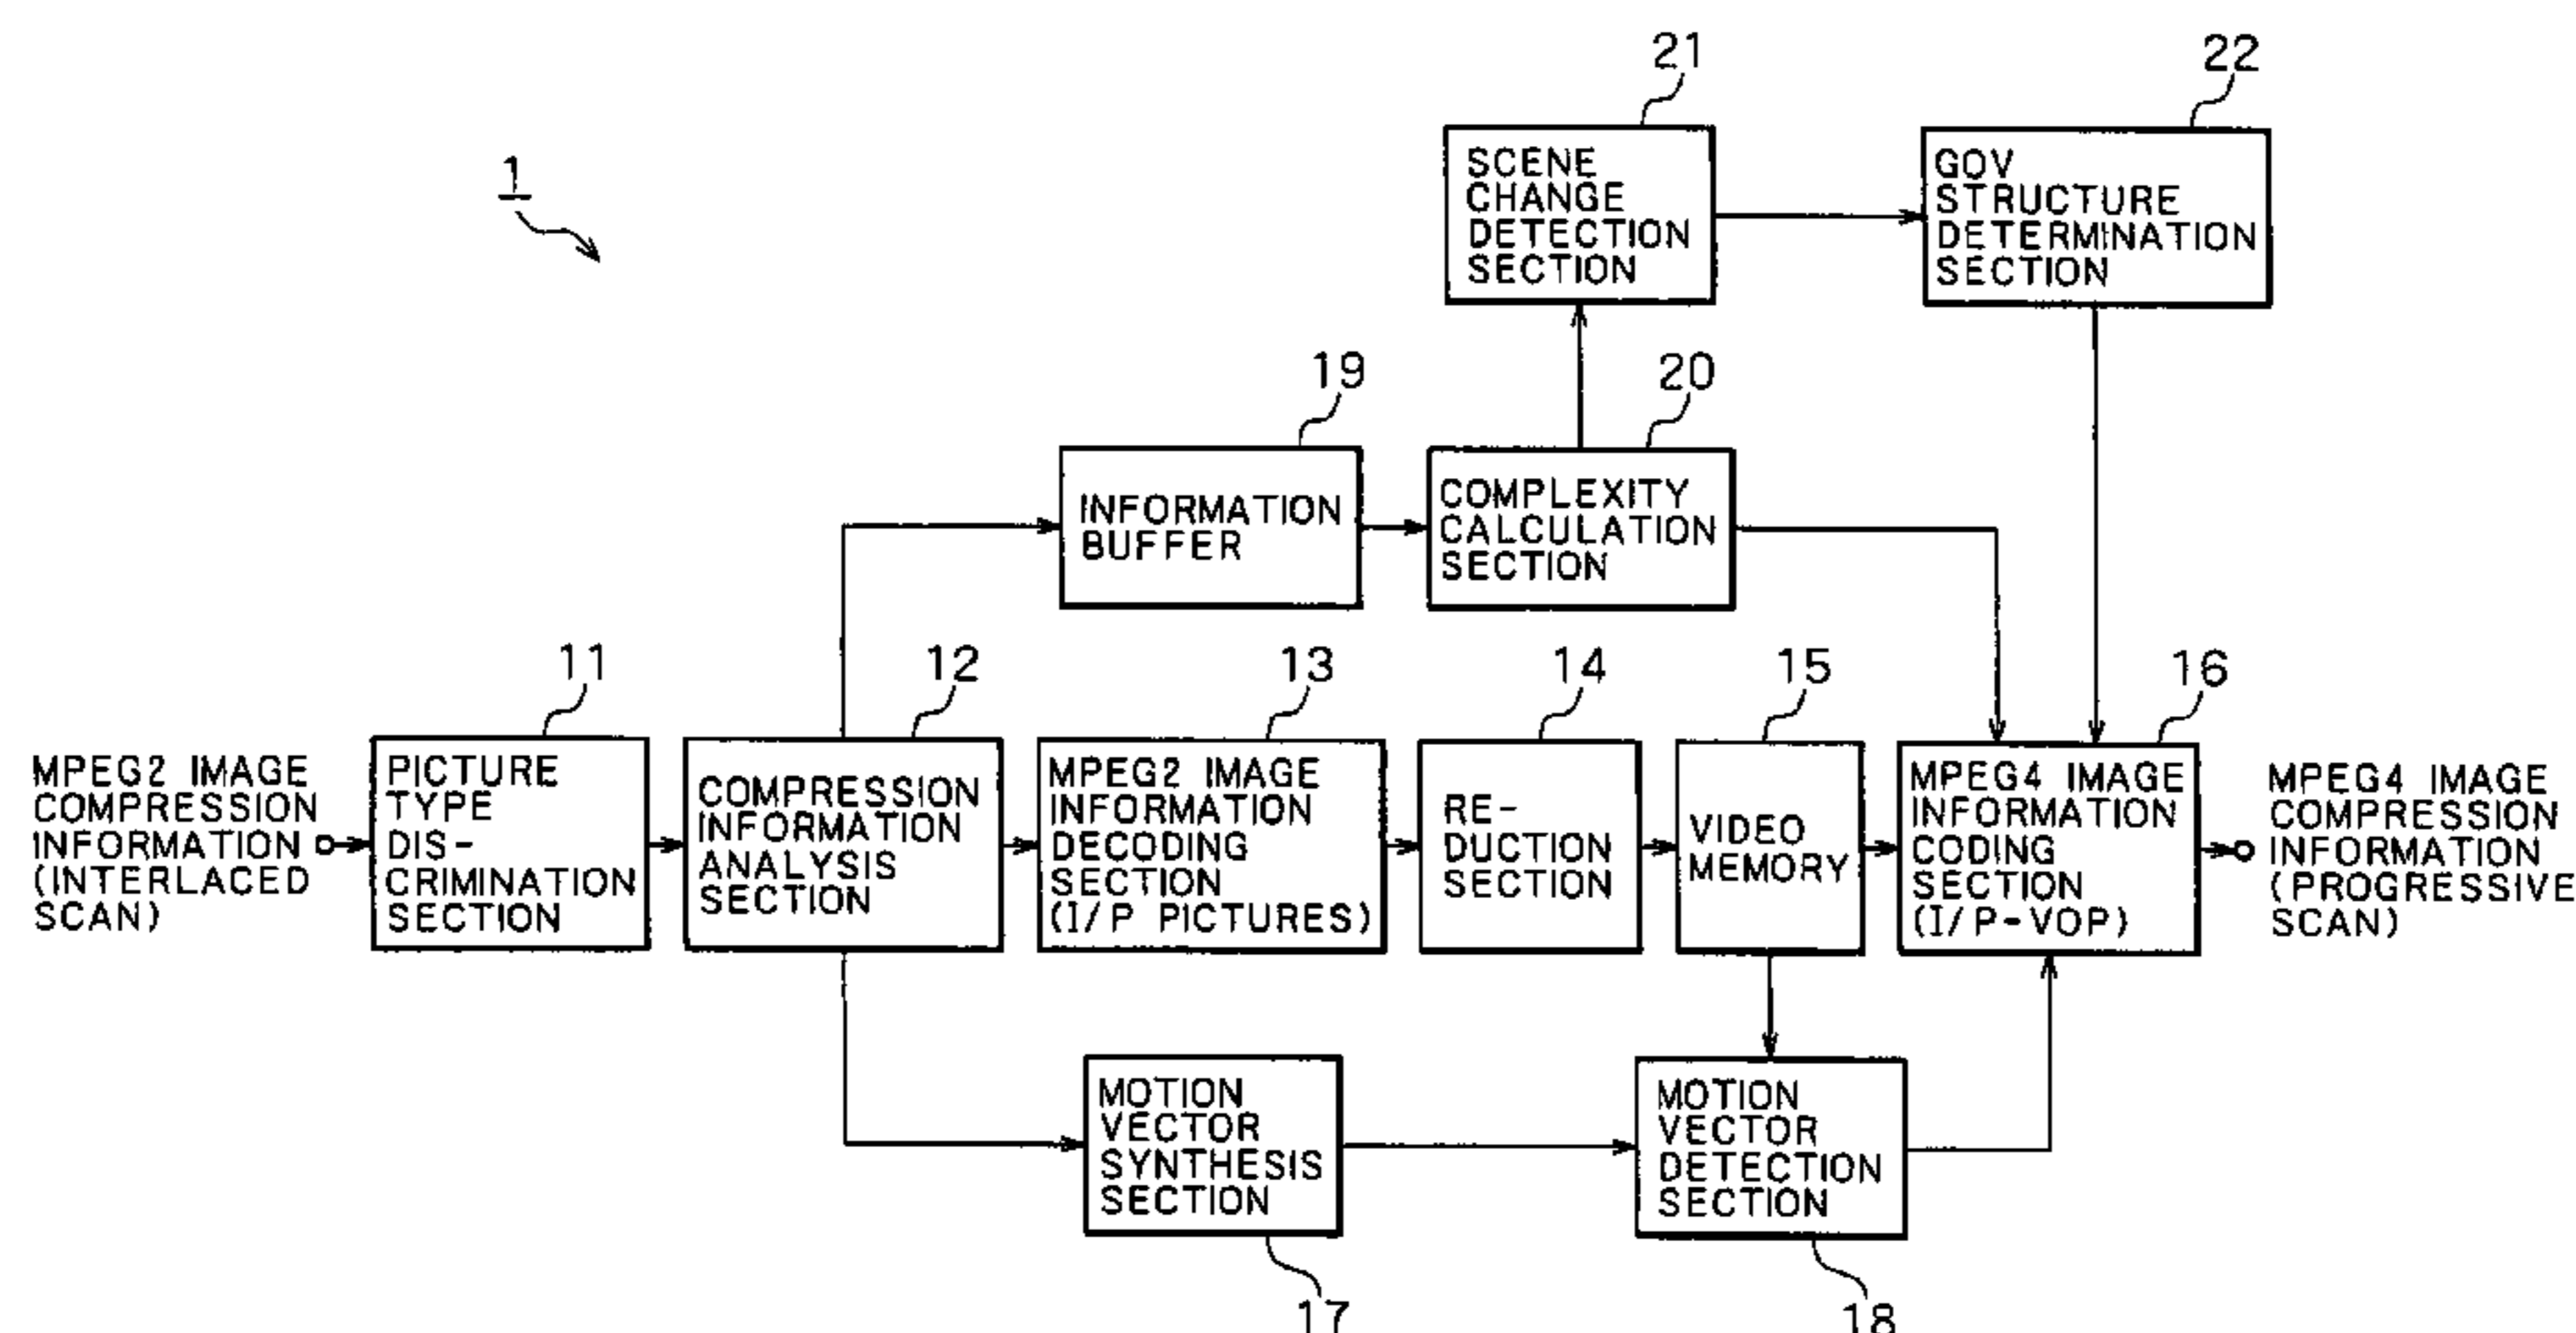 21
22
1
SCENE
CHANGE
DETECTION
SECTION
GOV
STRUCTURE
DETERMINATION
SECTION
19
20
INFORMATION
BUFFER
COMPLEXITY
CALCULATION
SECTION
11
12
13
14
15
16
MPEG2 IMAGE
COMPRESSION
INFORMATION
(INTERLACED
SCAN)
PICTURE
TYPE
DIS-
CRIMINATION
SECTION
COMPRESSION
INFORMATION
ANALYSIS
SECTION
MPEG2 IMAGE
INFORMATION
DECODING
SECTION
(I/P PICTURES)
RE-
DUCTION
SECTION
VIDEO
MEMORY
MPEG4 IMAGE
INFORMATION
CODING
SECTION
(I/P-VOP)
MPEG4 IMAGE
COMPRESSION
INFORMATION
(PROGRESSIVE
SCAN)
MOTION
VECTOR
SYNTHESIS
SECTION
MOTION
VECTOR
DETECTION
SECTION
17
18